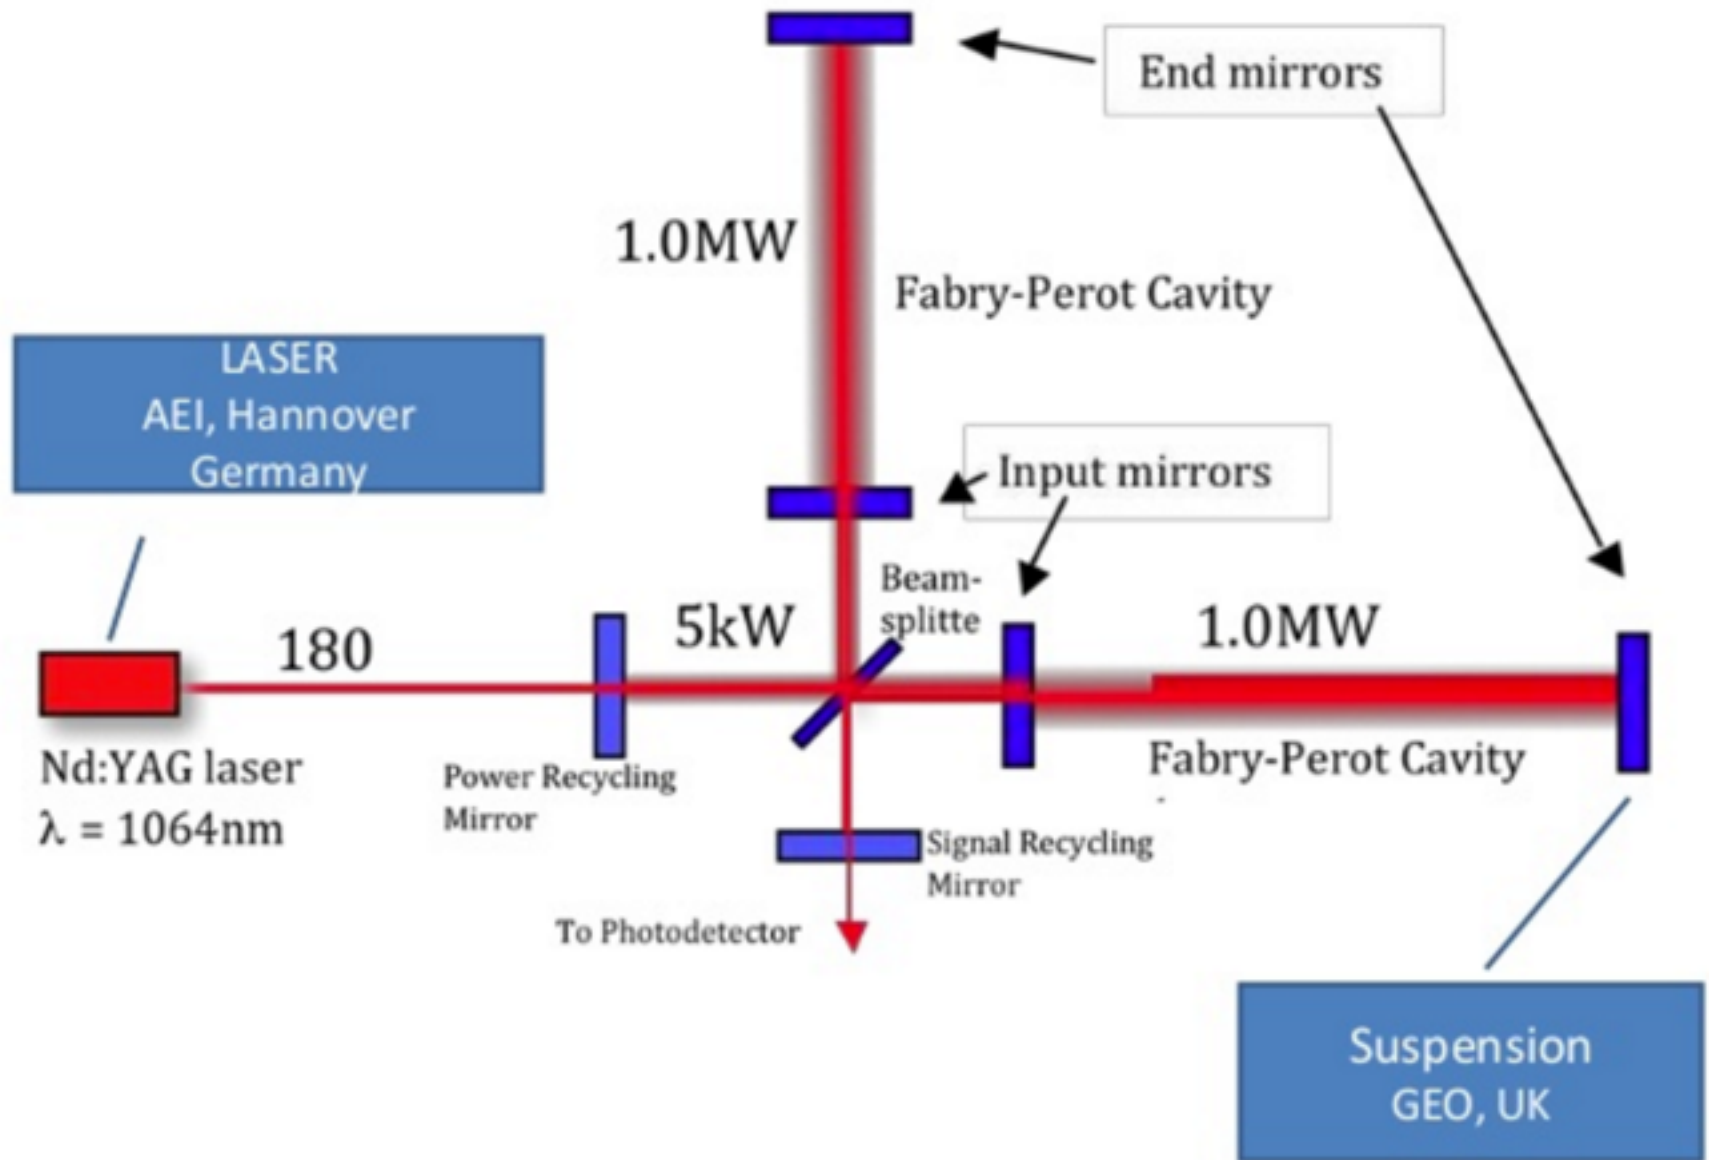 End mirrors
1.0MW
Fabry-Perot Cavity
LASER
AEI, Hannover
Germany
Input mirrors
Beam-
splitte
5kW
1.0MW
180
Nd:YAG laser
λ = 1064nm
Power Recycling
Mirror
Fabry-Perot Cavity
Signal Recycling
Mirror
To Photodetector
Suspension
GEO, UK